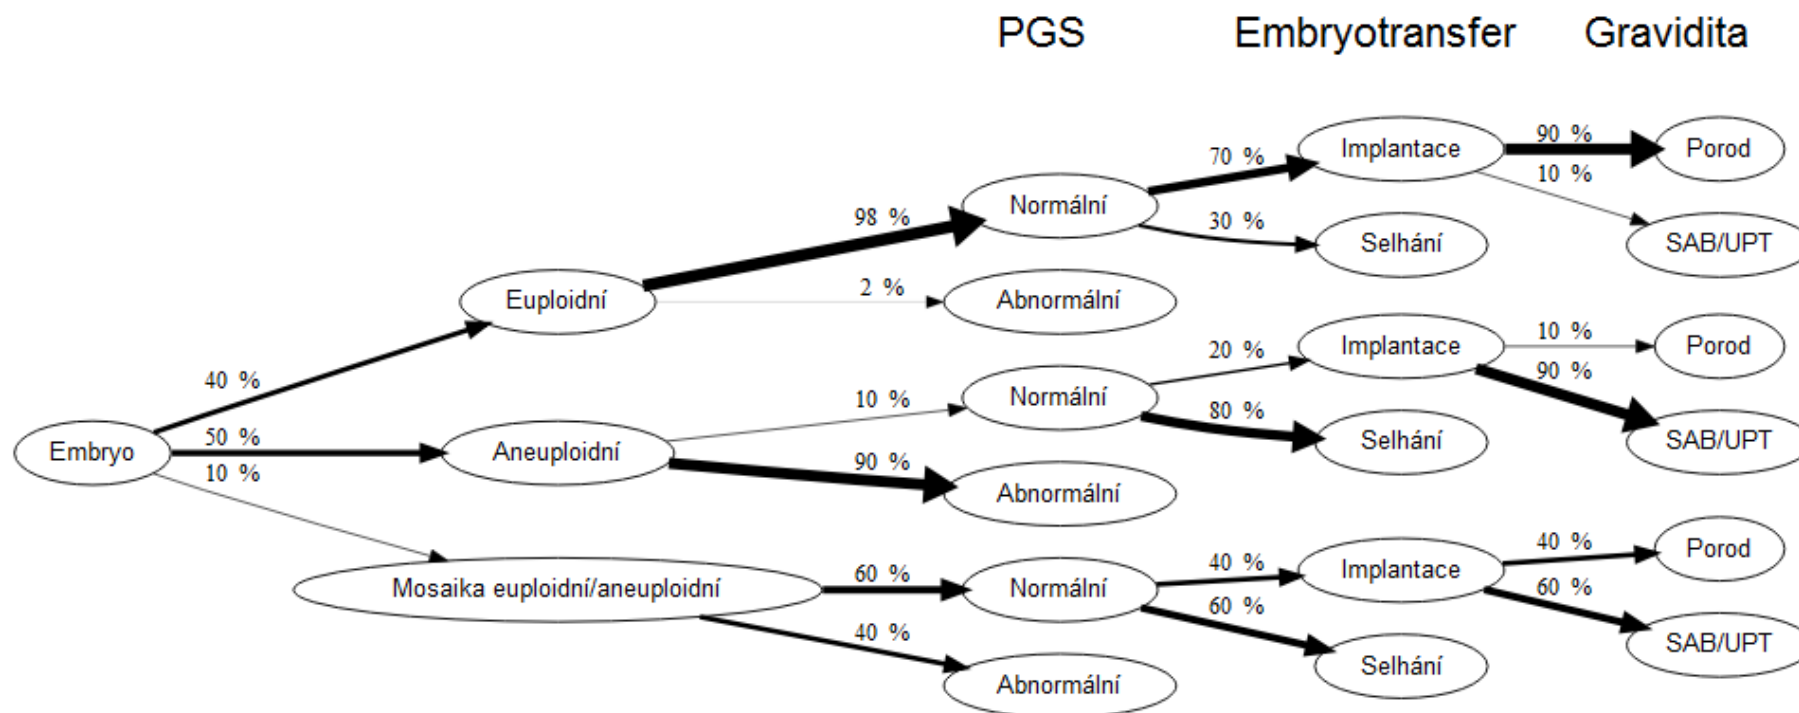 PGS Embryotransfer Gravidita
90 % Porod
Implantace
70 % 10 %
Normální
98 % 30 % Selhání SAB/UPT
Euploidní
2 % Abnormální
10 % Porod
Implantace
20 % 90 %
40 % Normální
10 % 80 % Selhání SAB/UPT
Embryo 50 % Aneuploidní
10 % 90 % Abnormální
40 % Porod
Implantace
40 % 60 %
Mosaika euploidní/aneuploidní 60 % Normální
60 % Selhání SAB/UPT
40 % Abnormální